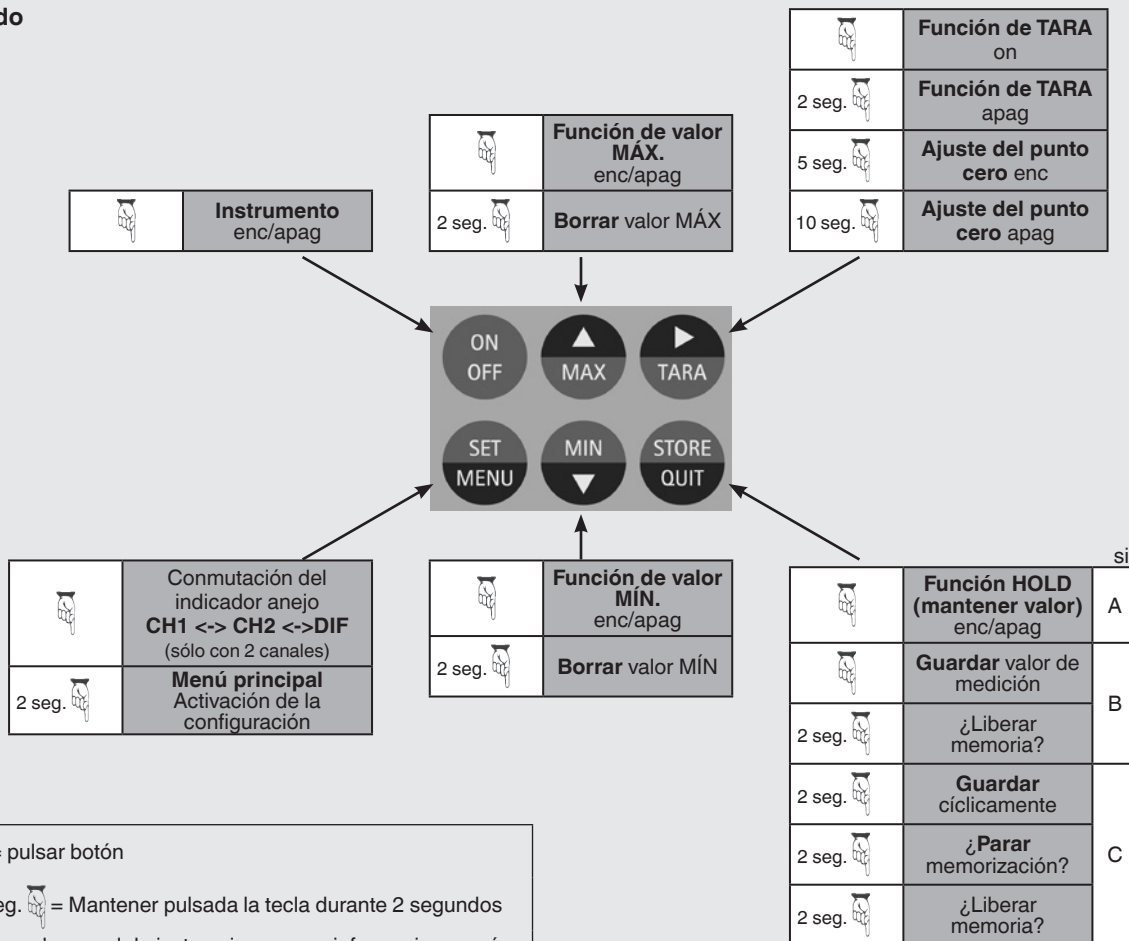 do
Función de TARA
on
2 seg.
Función de TARA
apag
5 seg.
Ajuste del punto
cero enc
10 seg.
Ajuste del punto
cero apag
Función de valor
MÁX.
enc/apag
2 seg.
Borrar valor MÁX
Instrumento
enc/apag
ON
OFF
MAX
TARA
SET
MENU
MIN
STORE
QUIT
Conmutación del
indicador anejo
CH1 <-> CH2 <->DIF
(sólo con 2 canales)
2 seg.
Menú principal
Activación de la
configuración
Función de valor
MÍN.
enc/apag
2 seg.
Borrar valor MÍN
si
Función HOLD
(mantener valor)
enc/apag
A
Guardar valor de
medición
2 seg.
¿Liberar
memoria?
B
2 seg.
Guardar
cíclicamente
2 seg.
¿Parar
memorización?
2 seg.
¿Liberar
memoria?
C
= pulsar botón
eg. = Mantener pulsada la tecla durante 2 segundos